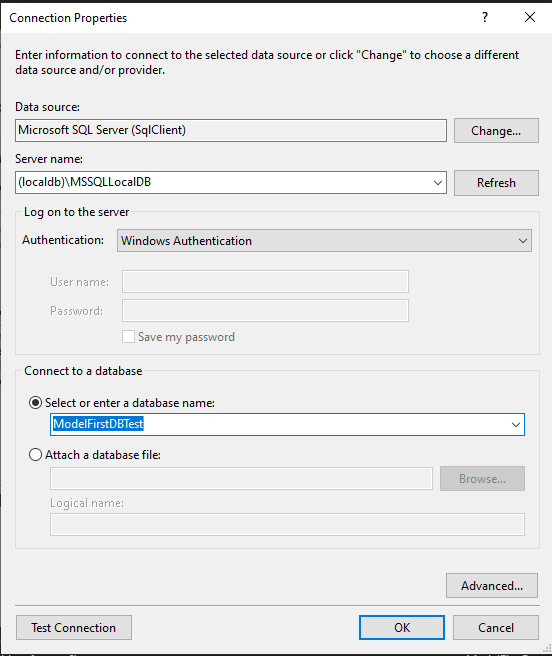 Connection Properties
?
Enter information to connect to the selected data source or click "Change" to choose a different
data source and/or provider.
Data source:
Microsoft SQL Server (SqlClient)
Change...
Server name:
(localdb)\MSSQLLocalDB
Refresh
Log on to the server
Authentication:
Windows Authentication
User name:
Password:
Save my password
Connect to a database
Select or enter a database name:
ModelFirstDBTest
Attach a database file:
Browse...
Logical name:
Advanced...
Test Connection
OK
Cancel